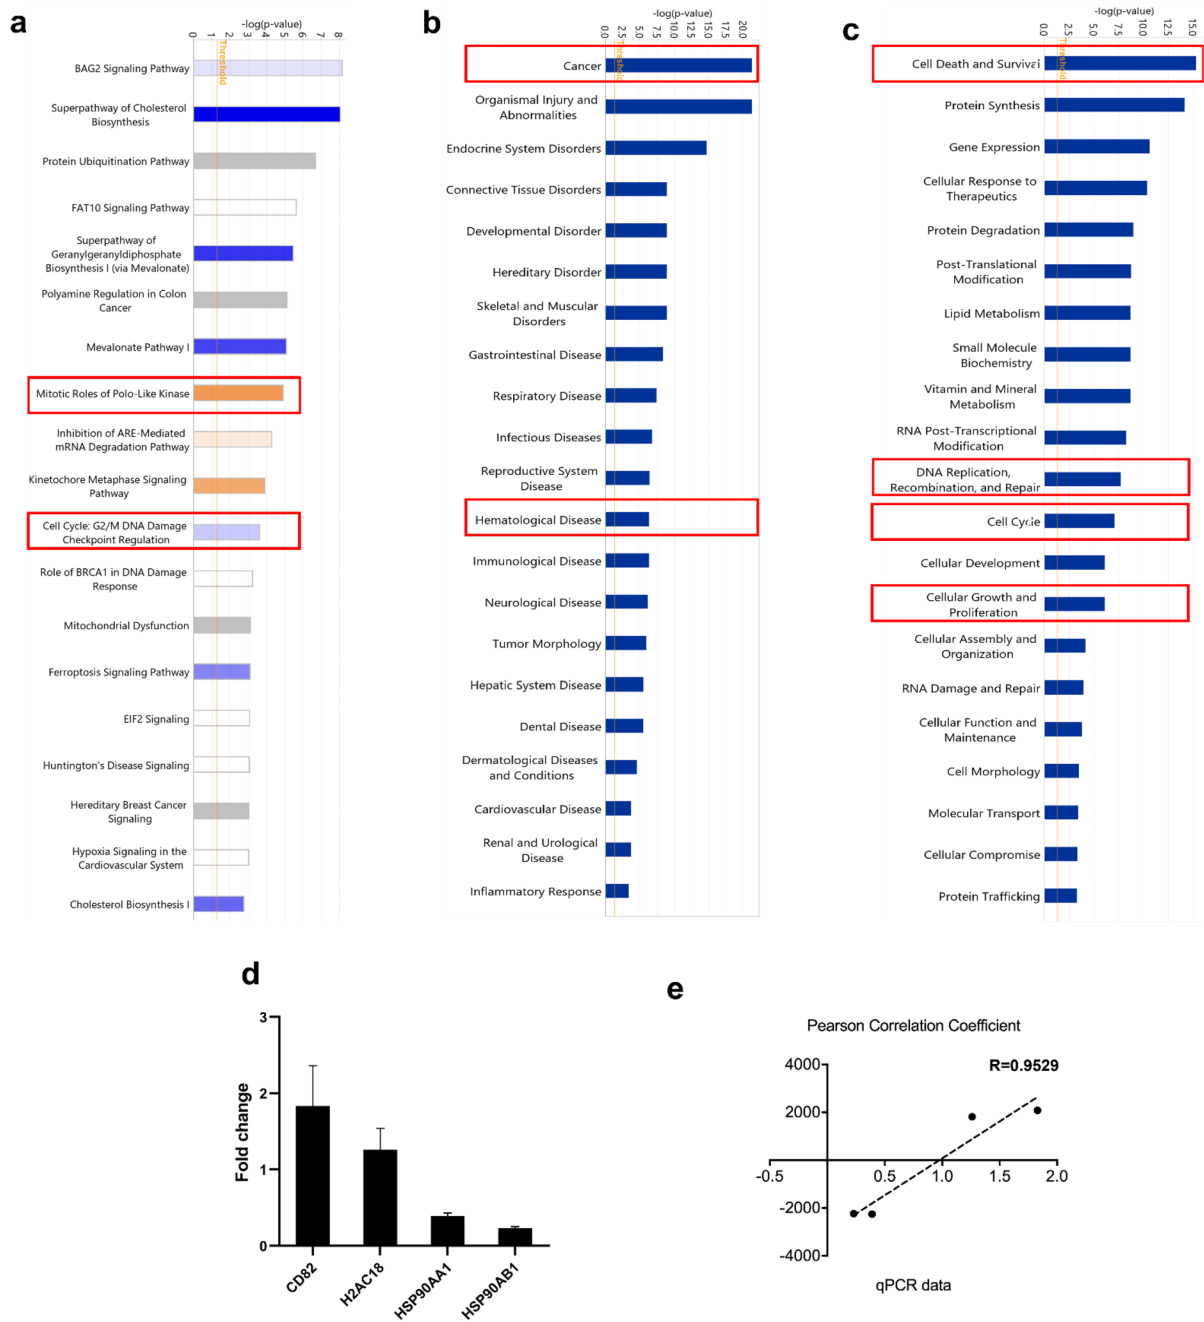 a
-log(p-value)
0 1 2 3 4 5 6 7 8
Threshold
BAG2 Signaling Pathway
Superpathway of Cholesterol
Biosynthesis
Protein Ubiquitination Pathway
FAT10 Signaling Pathway
Superpathway of
Geranylgeranyldiphosphate
Biosynthesis I (via Mevalonate)
Polyamine Regulation in Colon
Cancer
Mevalonate Pathway I
Mitotic Roles of Polo-Like Kinase
Inhibition of ARE-Mediated
mRNA Degradation Pathway
Kinetochore Metaphase Signaling
Pathway
Cell Cycle: G2/M DNA Damage
Checkpoint Regulation
Role of BRCA1 in DNA Damage
Response
Mitochondrial Dysfunction
Ferroptosis Signaling Pathway
EIF2 Signaling
Huntington's Disease Signaling
Hereditary Breast Cancer
Signaling
Hypoxia Signaling in the
Cardiovascular System
Cholesterol Biosynthesis I
b
-log(p-value)
0.0 2.5 5.0 7.5 10.0 12.5 15.0 17.5 20.0
Threshold
Cancer
Organismal Injury and
Abnormalities
Endocrine System Disorders
Connective Tissue Disorders
Developmental Disorder
Hereditary Disorder
Skeletal and Muscular
Disorders
Gastrointestinal Disease
Respiratory Disease
Infectious Diseases
Reproductive System
Disease
Hematological Disease
Immunological Disease
Neurological Disease
Tumor Morphology
Hepatic System Disease
Dental Disease
Dermatological Diseases
and Conditions
Cardiovascular Disease
Renal and Urological
Disease
Inflammatory Response
c
-log(p-value)
0.0 2.5 5.0 7.5 10.0 12.5 15.0
Threshold
Cell Death and Survival
Protein Synthesis
Gene Expression
Cellular Response to
Therapeutics
Protein Degradation
Post-Translational
Modification
Lipid Metabolism
Small Molecule
Biochemistry
Vitamin and Mineral
Metabolism
RNA Post-Transcriptional
Modification
DNA Replication,
Recombination, and Repair
Cell Cycle
Cellular Development
Cellular Growth and
Proliferation
Cellular Assembly and
Organization
RNA Damage and Repair
Cellular Function and
Maintenance
Cell Morphology
Molecular Transport
Cellular Compromise
Protein Trafficking
d
Fold change
3
2
1
0
CD82
H2AC18
HSP90AA1
HSP90AB1
e
Pearson Correlation Coefficient
R=0.9529
4000
2000
-0.5 0.5 1.0 1.5 2.0
-2000
-4000
qPCR data